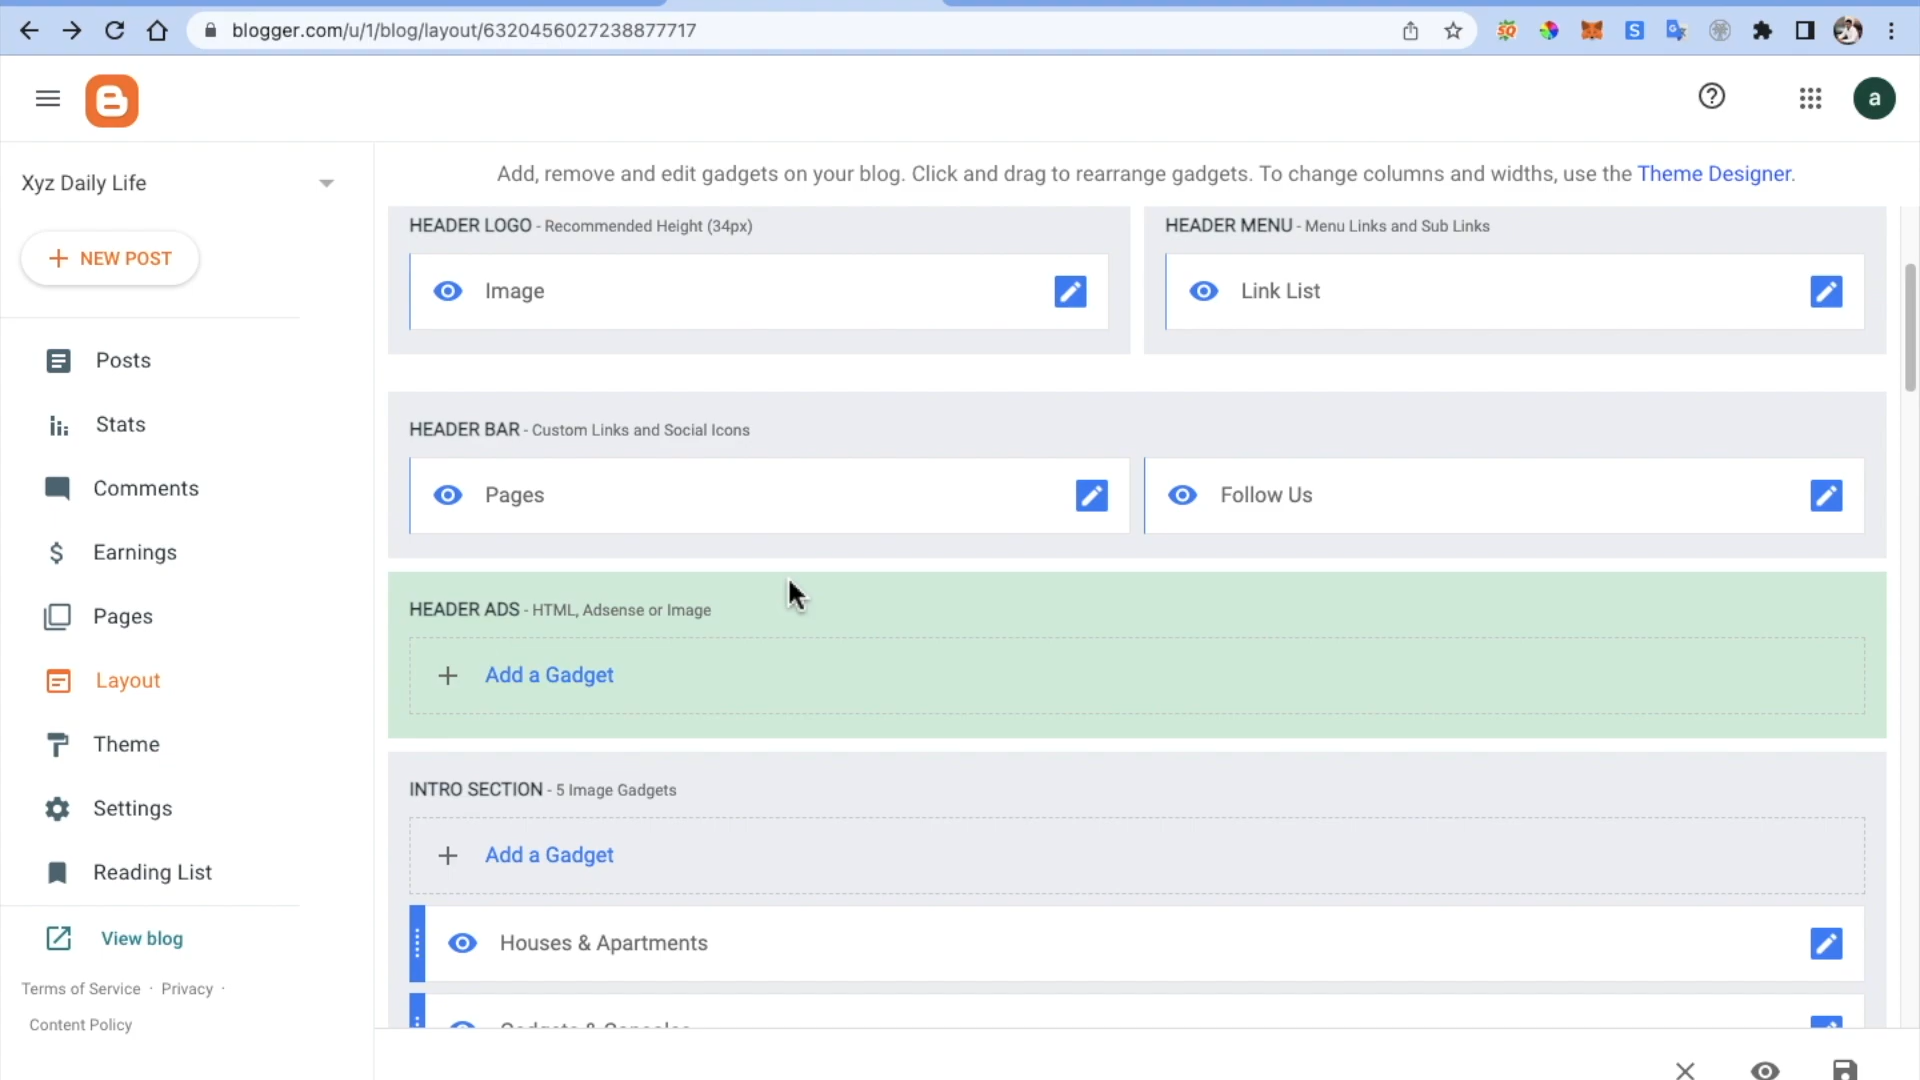 blogger.com/u/1/blog/layout/6320456027238877717
a
Xyz Daily Life
Add, remove and edit gadgets on your blog. Click and drag to rearrange gadgets. To change columns and widths, use the Theme Designer.
NEW POST
Posts
Stats
Comments
Earnings
Pages
Layout
Theme
Settings
Reading List
View blog
Terms of Service · Privacy ·
Content Policy
HEADER LOGO - Recommended Height (34px)
Image
HEADER MENU - Menu Links and Sub Links
Link List
HEADER BAR - Custom Links and Social Icons
Pages
Follow Us
HEADER ADS - HTML, Adsense or Image
Add a Gadget
INTRO SECTION - 5 Image Gadgets
Add a Gadget
Houses & Apartments